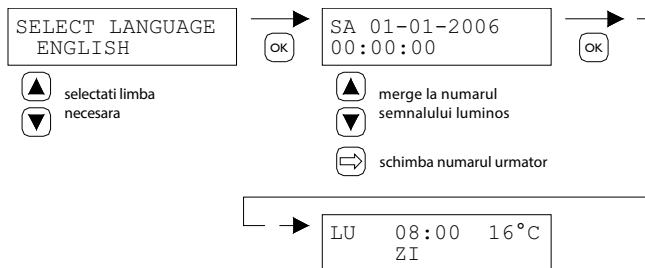 SELECT LANGUAGE
ENGLISH
OK
SA 01-01-2006
00:00:00
OK
selectati limba
necesara
merge la numarul
semnalului luminos
schimba numarul urmator
LU 08:00 16°C
ZI